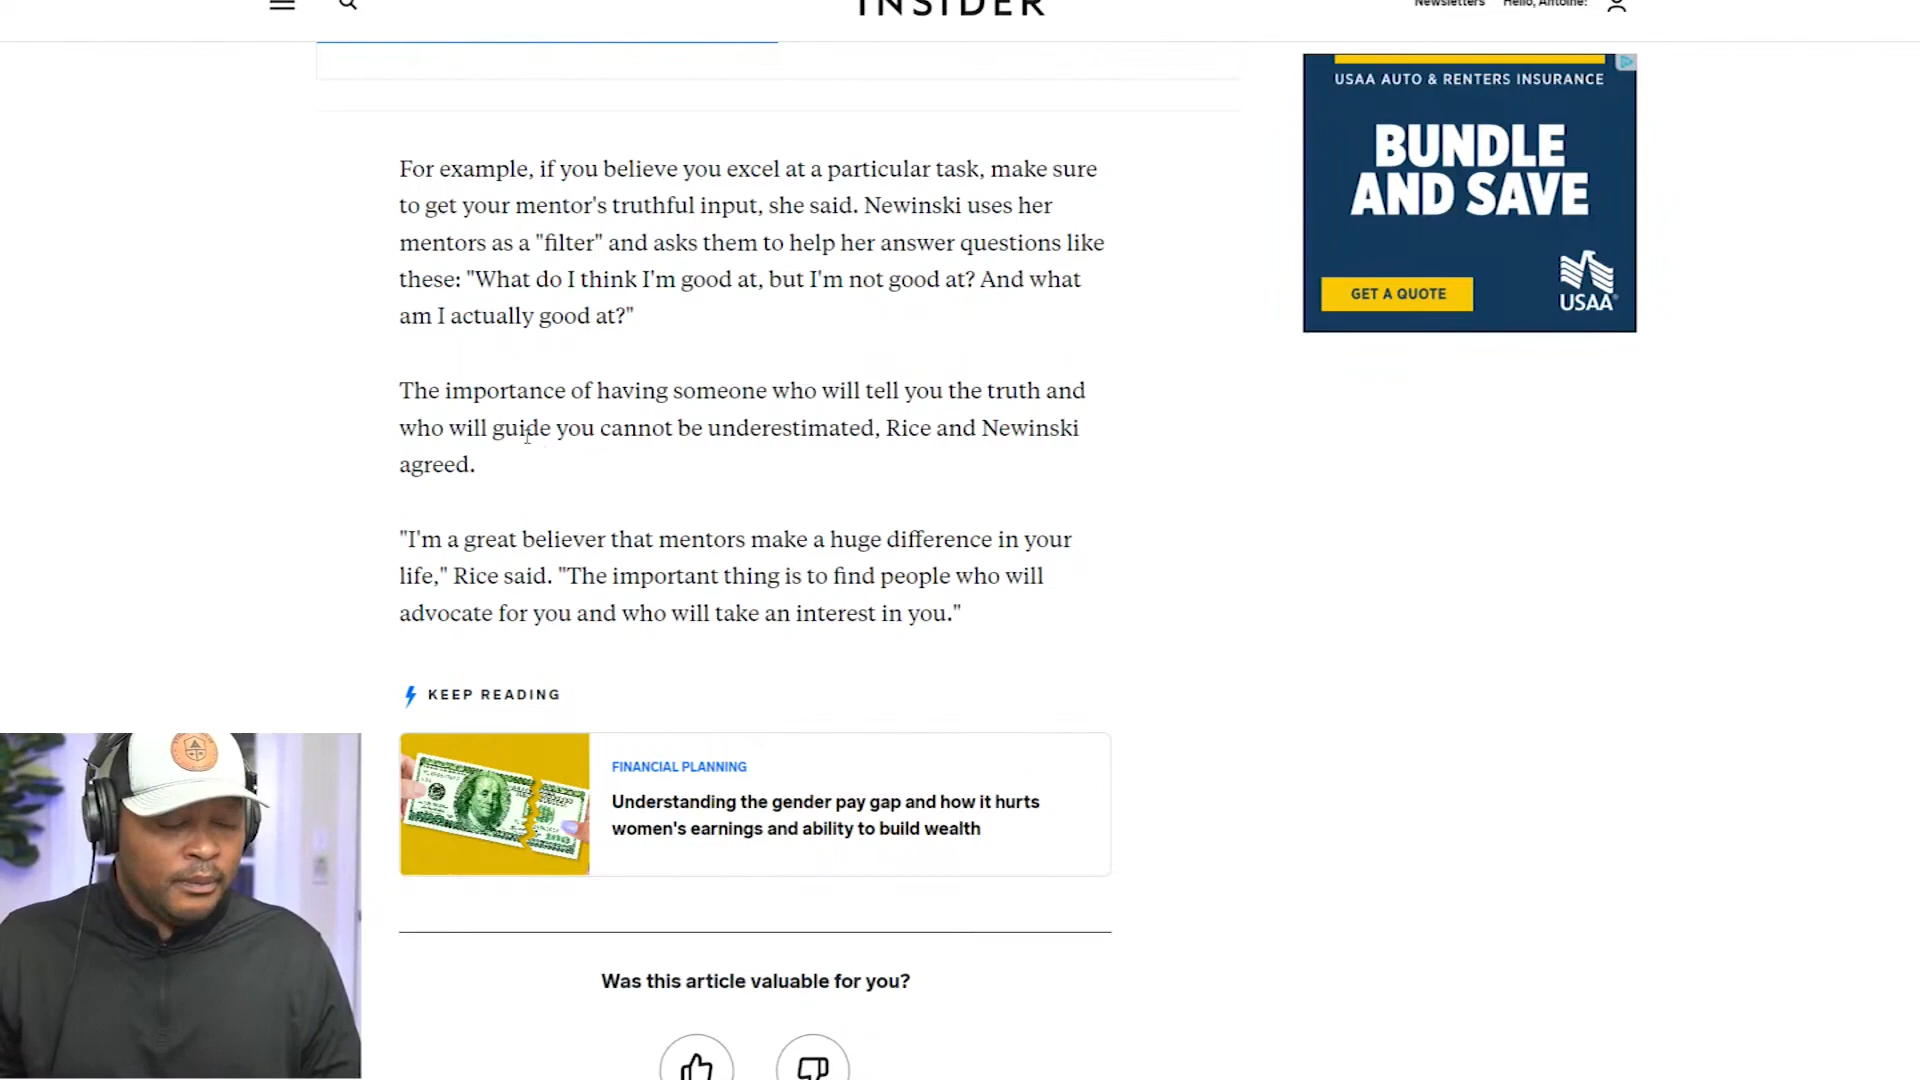 INSIDER
Newsletters
Hello, Antoine!
USAA AUTO & RENTERS INSURANCE
BUNDLE
AND SAVE
GET A QUOTE
USAA
For example, if you believe you excel at a particular task, make sure
to get your mentor's truthful input, she said. Newinski uses her
mentors as a "filter" and asks them to help her answer questions like
these: "What do I think I'm good at, but I'm not good at? And what
am I actually good at?"
The importance of having someone who will tell you the truth and
who will guide you cannot be underestimated, Rice and Newinski
agreed.
"I'm a great believer that mentors make a huge difference in your
life," Rice said. "The important thing is to find people who will
advocate for you and who will take an interest in you."
KEEP READING
FINANCIAL PLANNING
Understanding the gender pay gap and how it hurts
women's earnings and ability to build wealth
Was this article valuable for you?